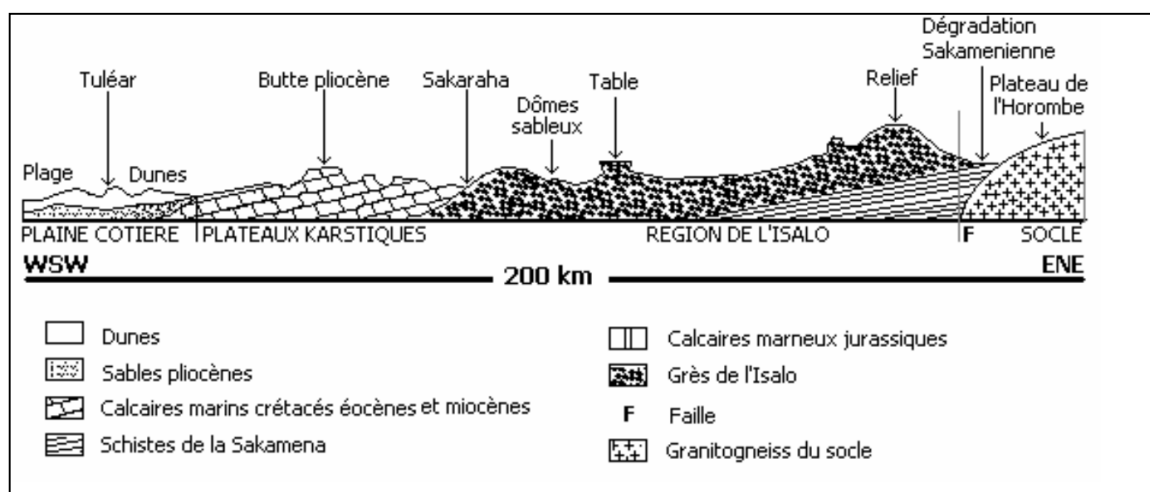 Dégradation
Sakamenienne
Tuléar Butte pliocène Sakaraha Table Relief Plateau de
l'Horombe
Dômes
sableux
Plage Dunes
PLAINE COTIERE PLATEAUX KARSTIQUES REGION DE L'ISALO F SOCLE
WSW 200 km ENE
Dunes
Sables pliocènes
Calcaires marins crétacés éocènes et miocènes
Schistes de la Sakamena
Calcaires marneux jurassiques
Grès de l'Isalo
F Faille
Granitogneiss du socle